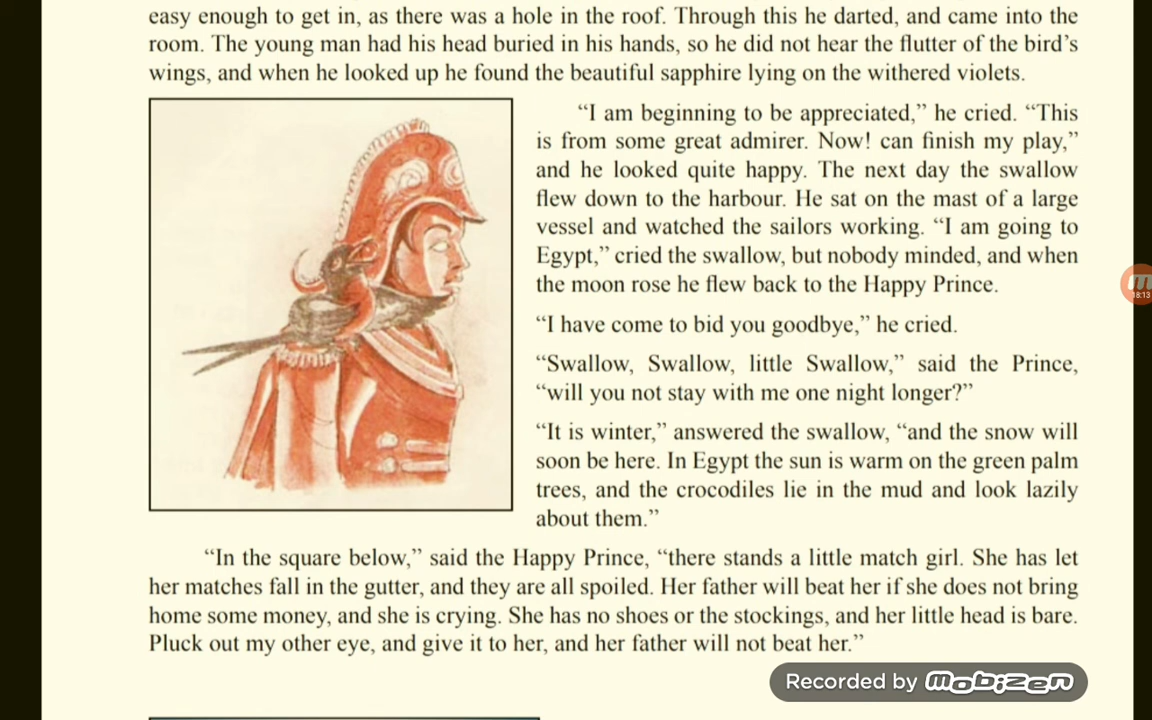 easy enough to get in, as there was a hole in the roof. Through this he darted, and came into the
room. The young man had his head buried in his hands, so he did not hear the flutter of the bird’s
wings, and when he looked up he found the beautiful sapphire lying on the withered violets.
“I am beginning to be appreciated,” he cried. “This
is from some great admirer. Now! can finish my play,”
and he looked quite happy. The next day the swallow
flew down to the harbour. He sat on the mast of a large
vessel and watched the sailors working. “I am going to
Egypt,” cried the swallow, but nobody minded, and when
the moon rose he flew back to the Happy Prince.
“I have come to bid you goodbye,” he cried.
“Swallow, Swallow, little Swallow,” said the Prince,
“will you not stay with me one night longer?”
“It is winter,” answered the swallow, “and the snow will
soon be here. In Egypt the sun is warm on the green palm
trees, and the crocodiles lie in the mud and look lazily
about them.”
“In the square below,” said the Happy Prince, “there stands a little match girl. She has let
her matches fall in the gutter, and they are all spoiled. Her father will beat her if she does not bring
home some money, and she is crying. She has no shoes or the stockings, and her little head is bare.
Pluck out my other eye, and give it to her, and her father will not beat her.”
18:13
Recorded by mobizen